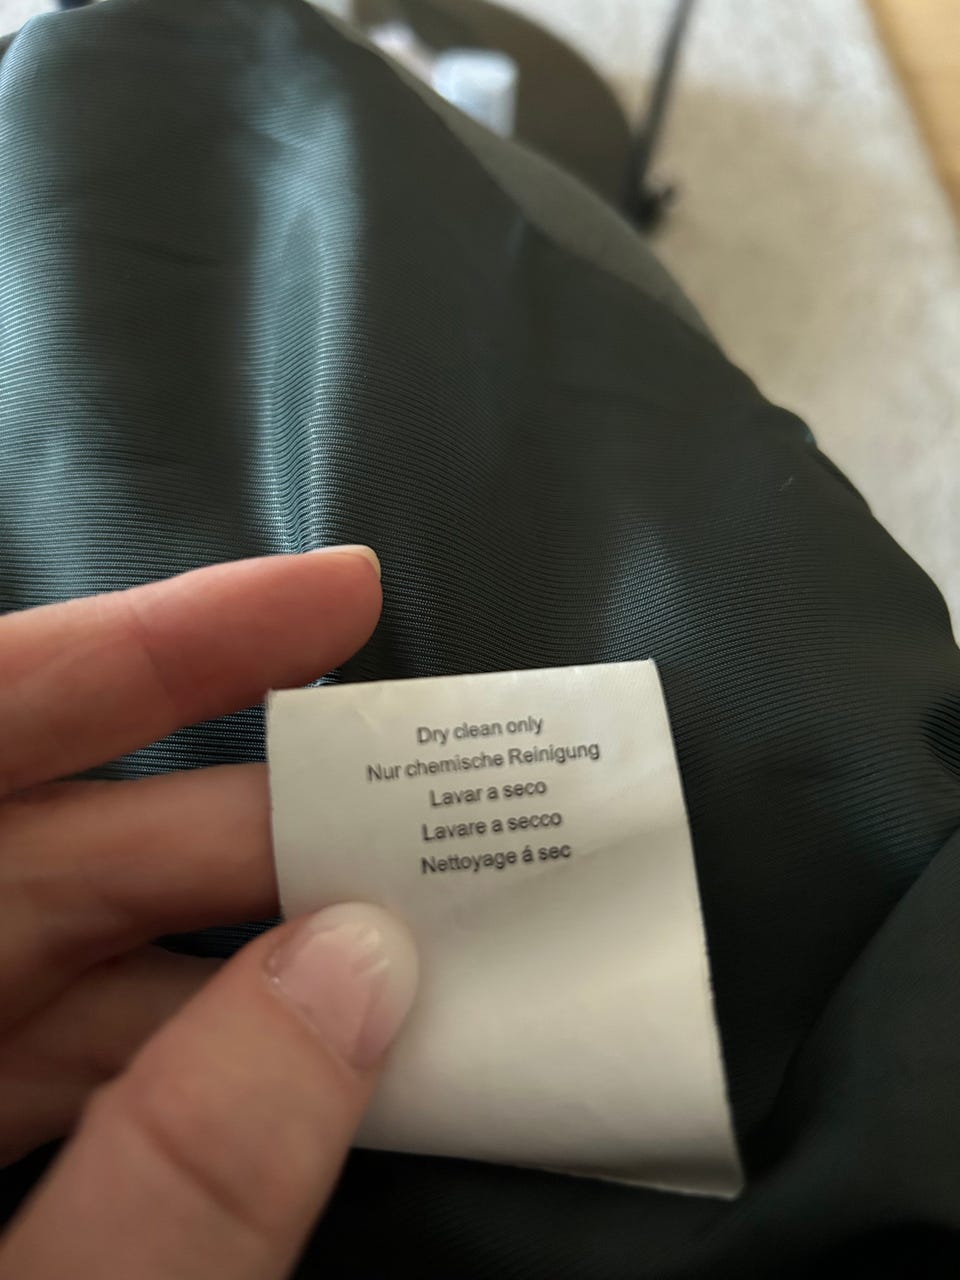 Dry clean only
Nur chemische Reinigung
Lavar a seco
Lavare a secco
Nettoyage á sec